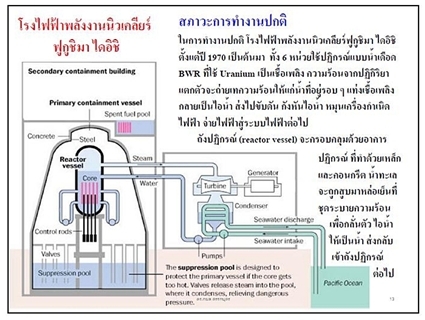 โรงไฟฟ้าพลังงานนิวเคลียร์
ฟูกูชิมา ไดอิชิ
สภาวะการทำงานปกติ
ในการทำงานปกติ โรงไฟฟ้าพลังงานนิวเคลียร์ฟูกูชิมา ไดอิชิ
ตั้งแต่ปี 1970 เป็นต้นมา ทั้ง 6 หน่วยใช้ปฏิกรณ์แบบน้ำเดือด
BWR ที่ใช้ Uranium เป็นเชื้อเพลิง ความร้อนจากปฏิกิริยา
แตกตัวจะถ่ายเทความร้อนให้แก่น้ำที่อยู่รอบ ๆ แท่งเชื้อเพลิง
กลายเป็นไอน้ำ ส่งไปขับดัน กังหันไอน้ำ หมุนเครื่องกำเนิด
ไฟฟ้า จ่ายไฟฟ้าสู่ระบบไฟฟ้าต่อไป
ถังปฏิกรณ์ (reactor vessel) จะครอบคลุมด้วยอาคาร
ปฏิกรณ์ ที่ทำด้วยเหล็ก
และคอนกรีต น้ำทะเล
จะถูกสูบมาหล่อเย็นที่
ชุดระบายความร้อน
เพื่อกลั่นตัว ไอน้ำ
ให้เป็นน้ำ ส่งกลับ
เข้าถังปฏิกรณ์
ต่อไป
Secondary containment building
Spent fuel pool
Primary containment vessel
Concrete
Steel
Reactor
vessel
Core
Steam
Water
Turbine
Generator
Condenser
Seawater discharge
Seawater intake
Control rods
Valves
Suppression pool
Pumps
Pacific Ocean
The suppression pool is designed to
protect the primary vessel if the core gets
too hot. Valves release steam into the pool,
where it condenses, relieving dangerous
pressure.